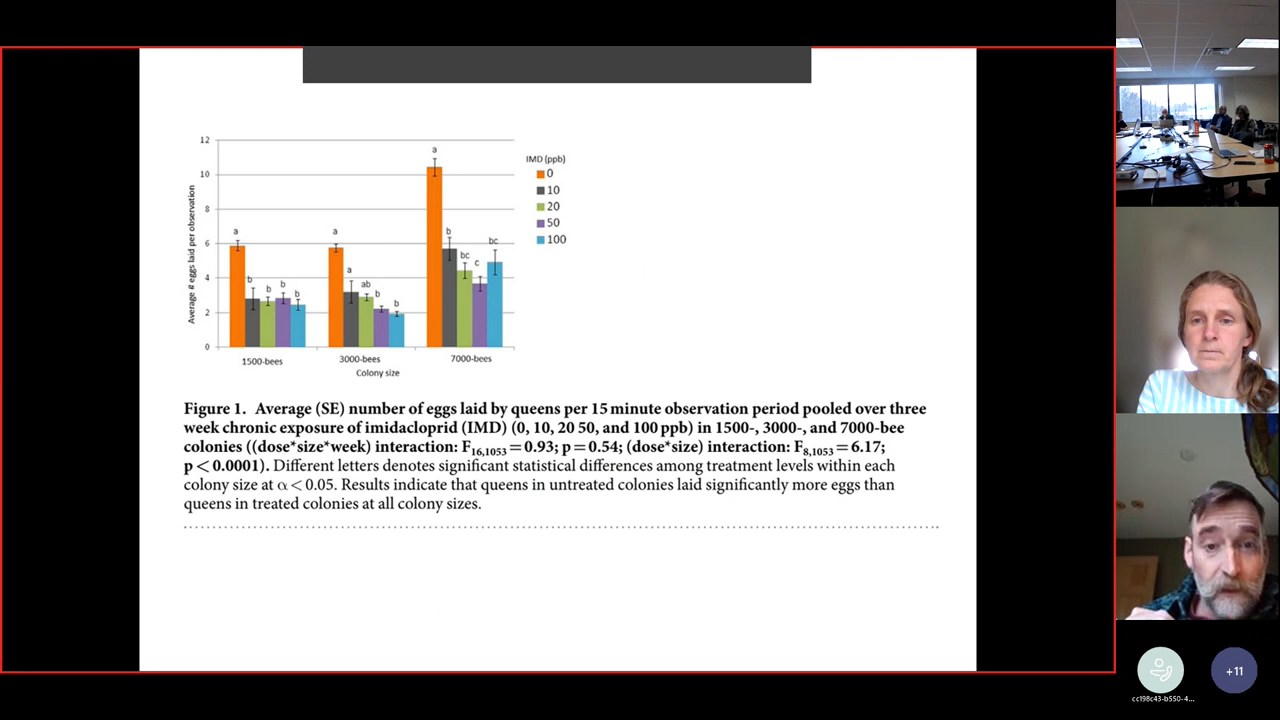 12
10
8
6
4
2
0
Average # eggs laid per observation
a
b
b
b
b
a
a
ab
b
b
a
b
bc
c
bc
1500-bees
3000-bees
7000-bees
Colony size
IMD (ppb)
0
10
20
50
100
Figure 1. Average (SE) number of eggs laid by queens per 15 minute observation period pooled over three
week chronic exposure of imidacloprid (IMD) (0, 10, 20 50, and 100 ppb) in 1500-, 3000-, and 7000-bee
colonies ((dose*size*week) interaction: F16,1053 = 0.93; p = 0.54; (dose*size) interaction: F8,1053 = 6.17;
p < 0.0001). Different letters denotes significant statistical differences among treatment levels within each
colony size at α < 0.05. Results indicate that queens in untreated colonies laid significantly more eggs than
queens in treated colonies at all colony sizes.
cc198c43-b550-4...
+11